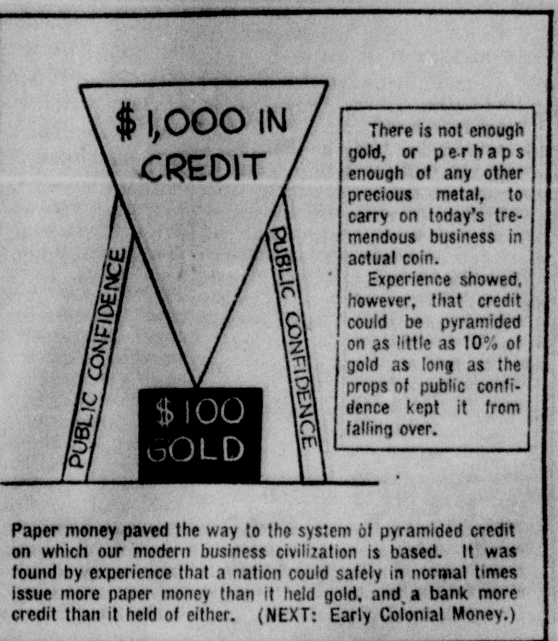 $1,000 IN
CREDIT
PUBLIC CONFIDENCE
PUBLIC CONFIDENCE
$100
GOLD
There is not enough
gold, or perhaps
enough of any other
precious metal, to
carry on today's tre-
mendous business in
actual coin.
Experience showed,
however, that credit
could be pyramided
on as little as 10% of
gold as long as the
props of public confi-
dence kept it from
falling over.
Paper money paved the way to the system of pyramided credit
on which our modern business civilization is based. It was
found by experience that a nation could safely in normal times
issue more paper money than it held gold, and a bank more
credit than it held of either. (NEXT: Early Colonial Money.)